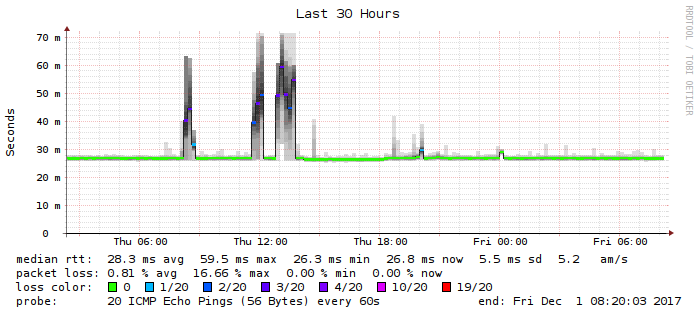 Last 30 Hours
RRDTOOL / TOBI OETIKER
Seconds
70 m
60 m
50 m
40 m
30 m
20 m
10 m
0
Thu 06:00 Thu 12:00 Thu 18:00 Fri 00:00 Fri 06:00
median rtt: 28.3 ms avg 59.5 ms max 26.3 ms min 26.8 ms now 5.5 ms sd 5.2 am/s
packet loss: 0.81 % avg 16.66 % max 0.00 % min 0.00 % now
loss color: 0 1/20 2/20 3/20 4/20 10/20 19/20
probe: 20 ICMP Echo Pings (56 Bytes) every 60s end: Fri Dec 1 08:20:03 2017